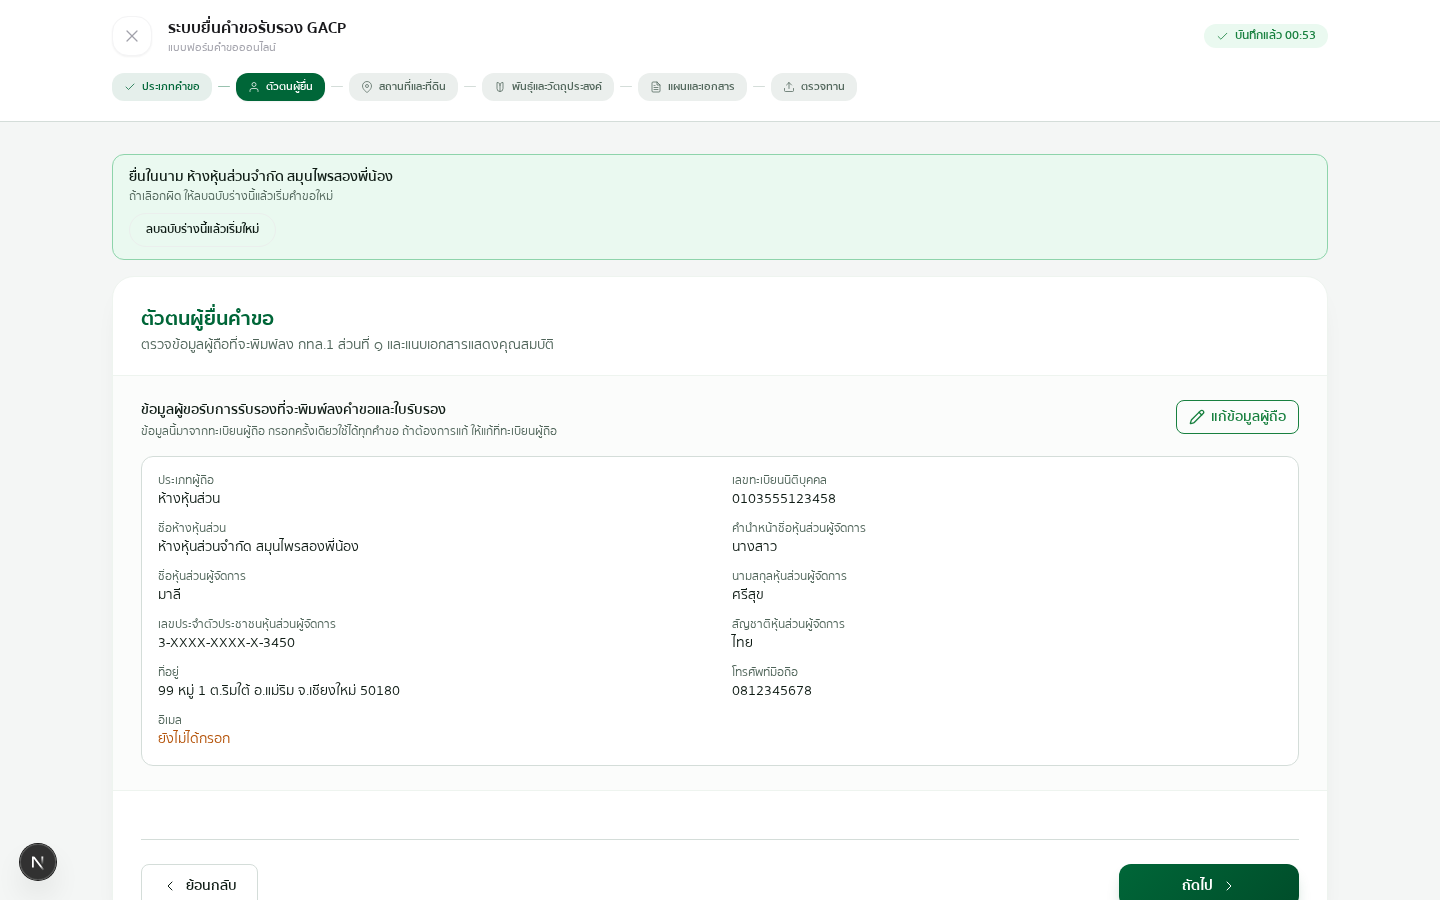 ระบบยื่นคำขอรับรอง GACP
แบบฟอร์มคำขอออนไลน์
บันทึกแล้ว 00:53
ประเภทคำขอ
ตัวตนผู้ยื่น
สถานที่และที่ดิน
พันธุ์และวัตถุประสงค์
แผนและเอกสาร
ตรวจทาน
ยื่นในนาม ห้างหุ้นส่วนจำกัด สมุนไพรสองพี่น้อง
ถ้าเลือกผิด ให้ลบฉบับร่างนี้แล้วเริ่มคำขอใหม่
ลบฉบับร่างนี้แล้วเริ่มใหม่
ตัวตนผู้ยื่นคำขอ
ตรวจข้อมูลผู้ถือที่จะพิมพ์ลง กทล.1 ส่วนที่ ๑ และแนบเอกสารแสดงคุณสมบัติ
ข้อมูลผู้ขอรับการรับรองที่จะพิมพ์ลงคำขอและใบรับรอง
ข้อมูลนี้มาจากทะเบียนผู้ถือ กรอกครั้งเดียวใช้ได้ทุกคำขอ ถ้าต้องการแก้ ให้แก้ที่ทะเบียนผู้ถือ
แก้ข้อมูลผู้ถือ
ประเภทผู้ถือ
ห้างหุ้นส่วน
เลขทะเบียนนิติบุคคล
0103555123458
ชื่อห้างหุ้นส่วน
ห้างหุ้นส่วนจำกัด สมุนไพรสองพี่น้อง
คำนำหน้าชื่อหุ้นส่วนผู้จัดการ
นางสาว
ชื่อหุ้นส่วนผู้จัดการ
มาลี
นามสกุลหุ้นส่วนผู้จัดการ
ศรีสุข
เลขประจำตัวประชาชนหุ้นส่วนผู้จัดการ
3-XXXX-XXXX-X-3450
สัญชาติหุ้นส่วนผู้จัดการ
ไทย
ที่อยู่
99 หมู่ 1 ต.ริมใต้ อ.แม่ริม จ.เชียงใหม่ 50180
โทรศัพท์มือถือ
0812345678
อีเมล
ยังไม่ได้กรอก
ย้อนกลับ
ถัดไป